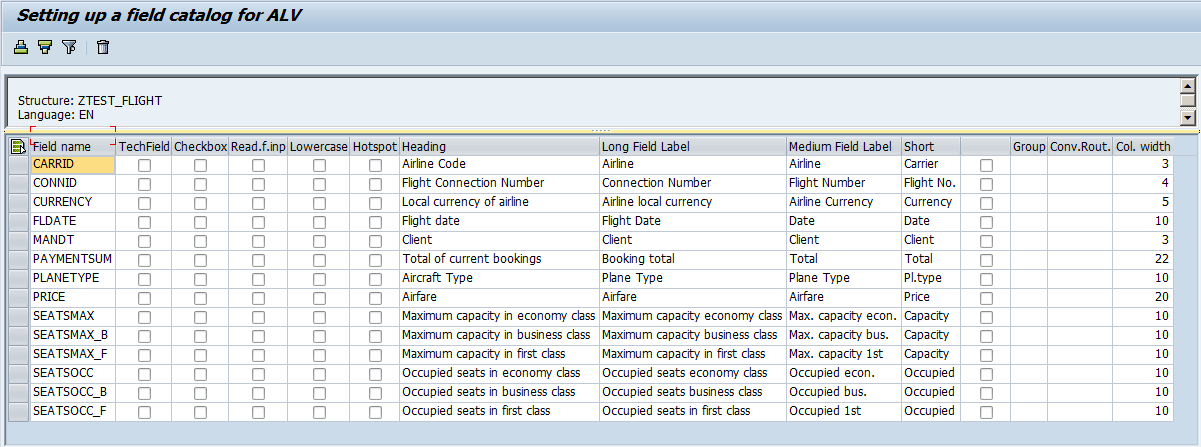 Setting up a field catalog for ALV
Structure: ZTEST_FLIGHT
Language: EN
Field name TechField Checkbox Read.f.inp Lowercase Hotspot Heading Long Field Label Medium Field Label Short Group Conv.Rout. Col. width
CARRID Airline Code Airline Airline Carrier 3
CONNID Flight Connection Number Connection Number Flight Number Flight No. 4
CURRENCY Local currency of airline Airline local currency Airline Currency Currency 5
FLDATE Flight date Flight Date Date Date 10
MANDT Client Client Client Client 3
PAYMENTSUM Total of current bookings Booking total Total Total 22
PLANETYPE Aircraft Type Plane Type Plane Type Pl.type 10
PRICE Airfare Airfare Airfare Price 20
SEATSMAX Maximum capacity in economy class Maximum capacity economy class Max. capacity econ. Capacity 10
SEATSMAX_B Maximum capacity in business class Maximum capacity business class Max. capacity bus. Capacity 10
SEATSMAX_F Maximum capacity in first class Maximum capacity in first class Max. capacity 1st Capacity 10
SEATSOCC Occupied seats in economy class Occupied seats economy class Occupied econ. Occupied 10
SEATSOCC_B Occupied seats in business class Occupied seats business class Occupied bus. Occupied 10
SEATSOCC_F Occupied seats in first class Occupied seats in first class Occupied 1st Occupied 10